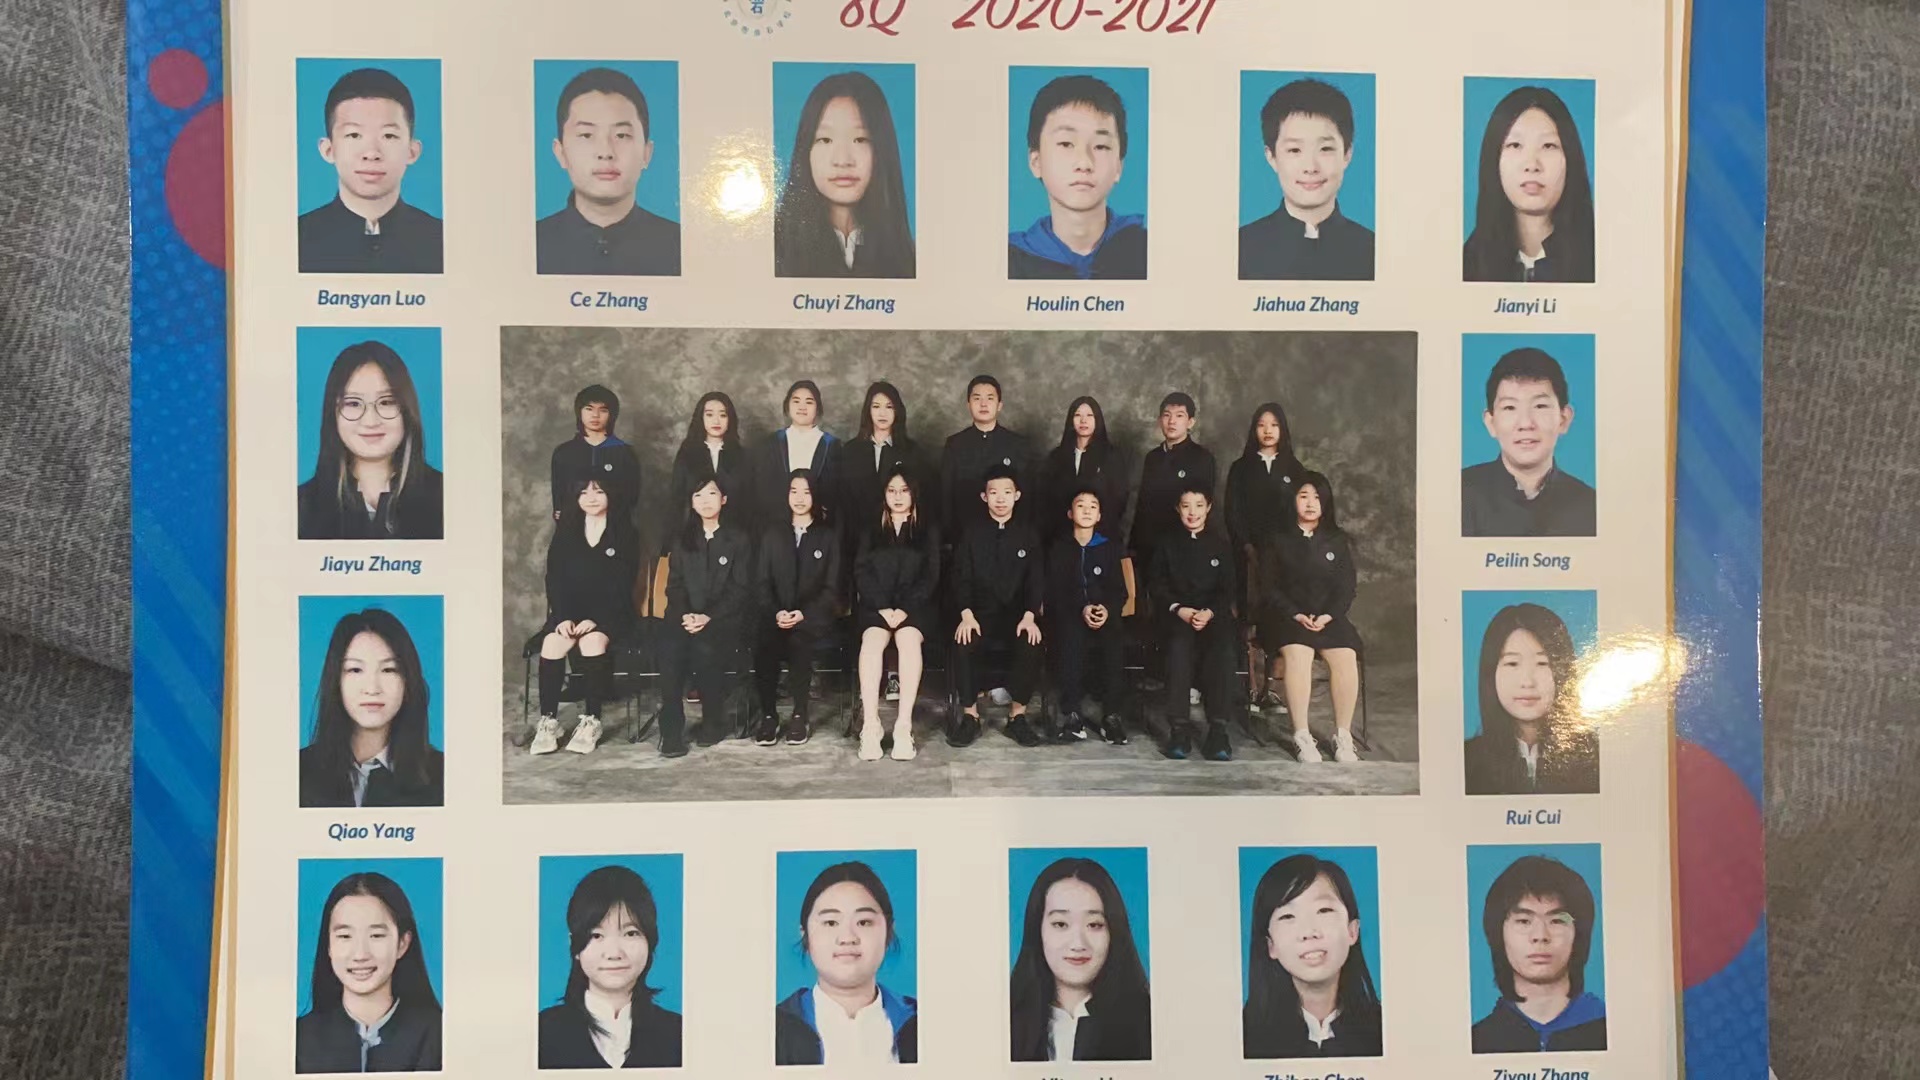 石
8Q 2020-2021
Bangyan Luo
Ce Zhang
Chuyi Zhang
Houlin Chen
Jiahua Zhang
Jianyi Li
Jiayu Zhang
Peilin Song
Qiao Yang
Rui Cui
Zhihan Chen
Ziyou Zhang